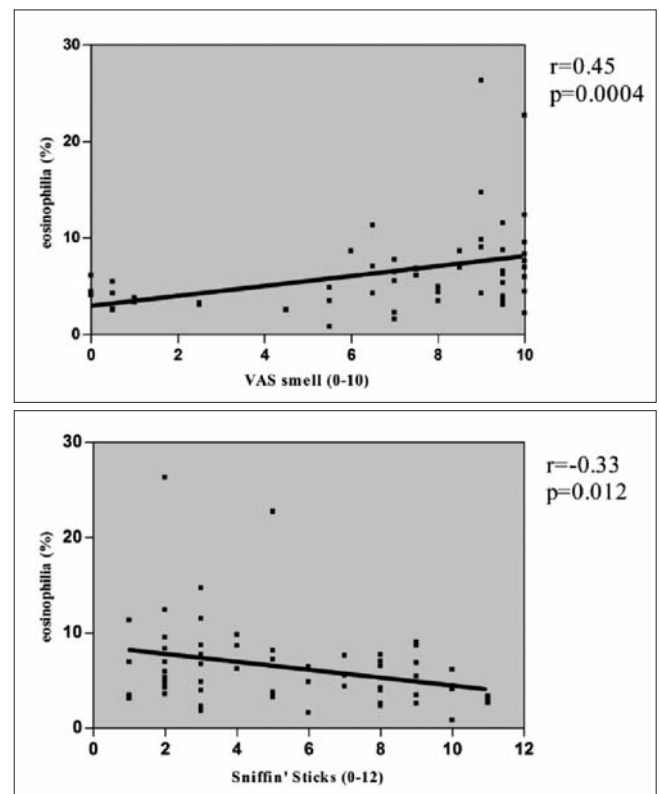 30
r=0.45
p=0.0004
20
eosinophilia (%)
10
0
0 2 4 6 8 10
VAS smell (0-10)
30
r=-0.33
p=0.012
20
eosinophilia (%)
10
0
0 2 4 6 8 10 12
Sniffin' Sticks (0-12)